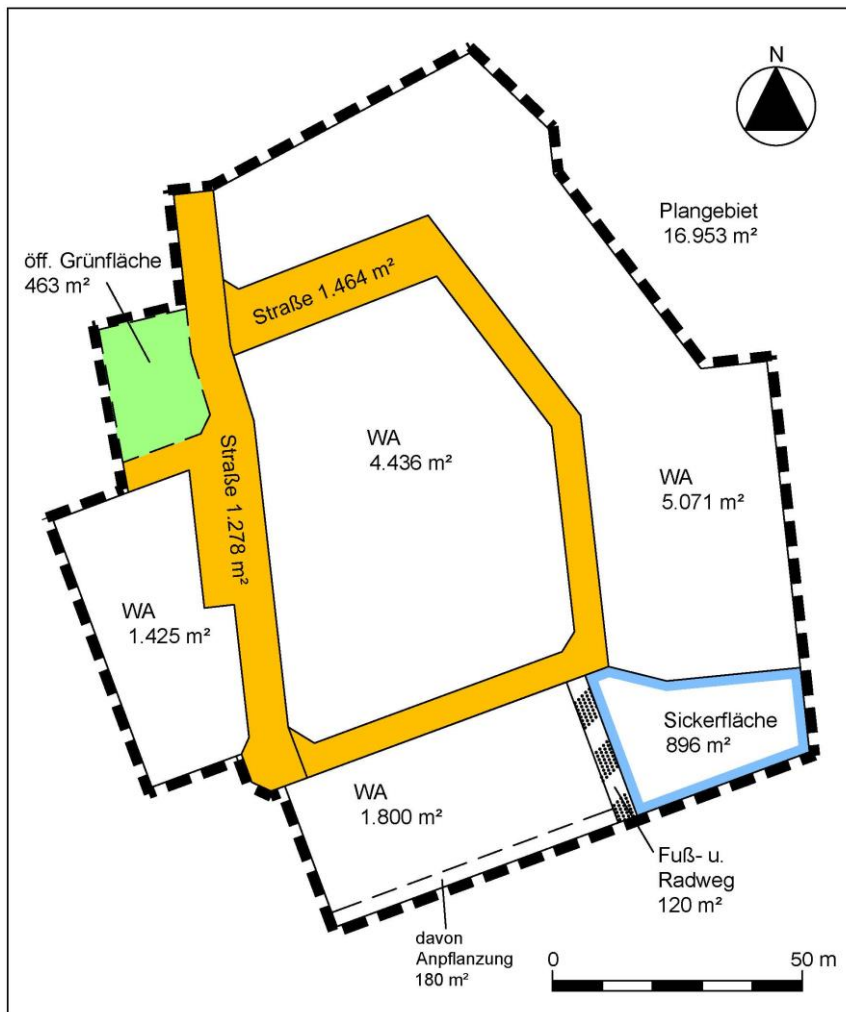 N
Plangebiet
16.953 m²
öff. Grünfläche
463 m²
Straße 1.464 m²
WA
4.436 m²
Straße 1.278 m²
WA
5.071 m²
WA
1.425 m²
Sickerfläche
896 m²
WA
1.800 m²
Fuß- u.
Radweg
120 m²
davon
Anpflanzung
180 m²
0 50 m